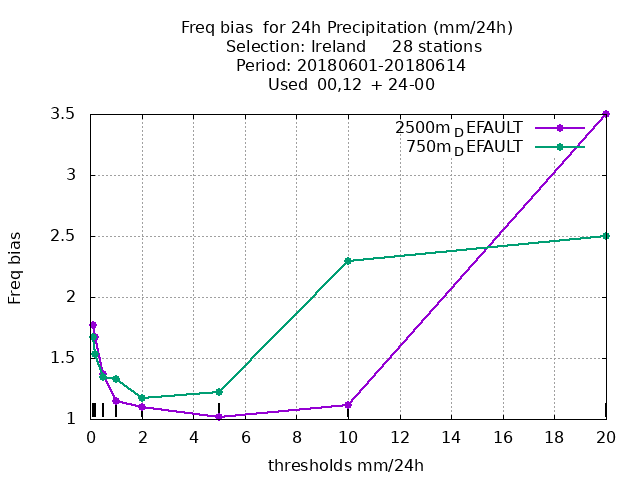 Freq bias  for 24h Precipitation (mm/24h)
Selection: Ireland     28 stations
Period: 20180601-20180614
Used  00,12  + 24-00
2500m_DEFAULT
750m_DEFAULT
3.5
3
2.5
2
1.5
1
Freq bias
0 2 4 6 8 10 12 14 16 18 20
thresholds mm/24h